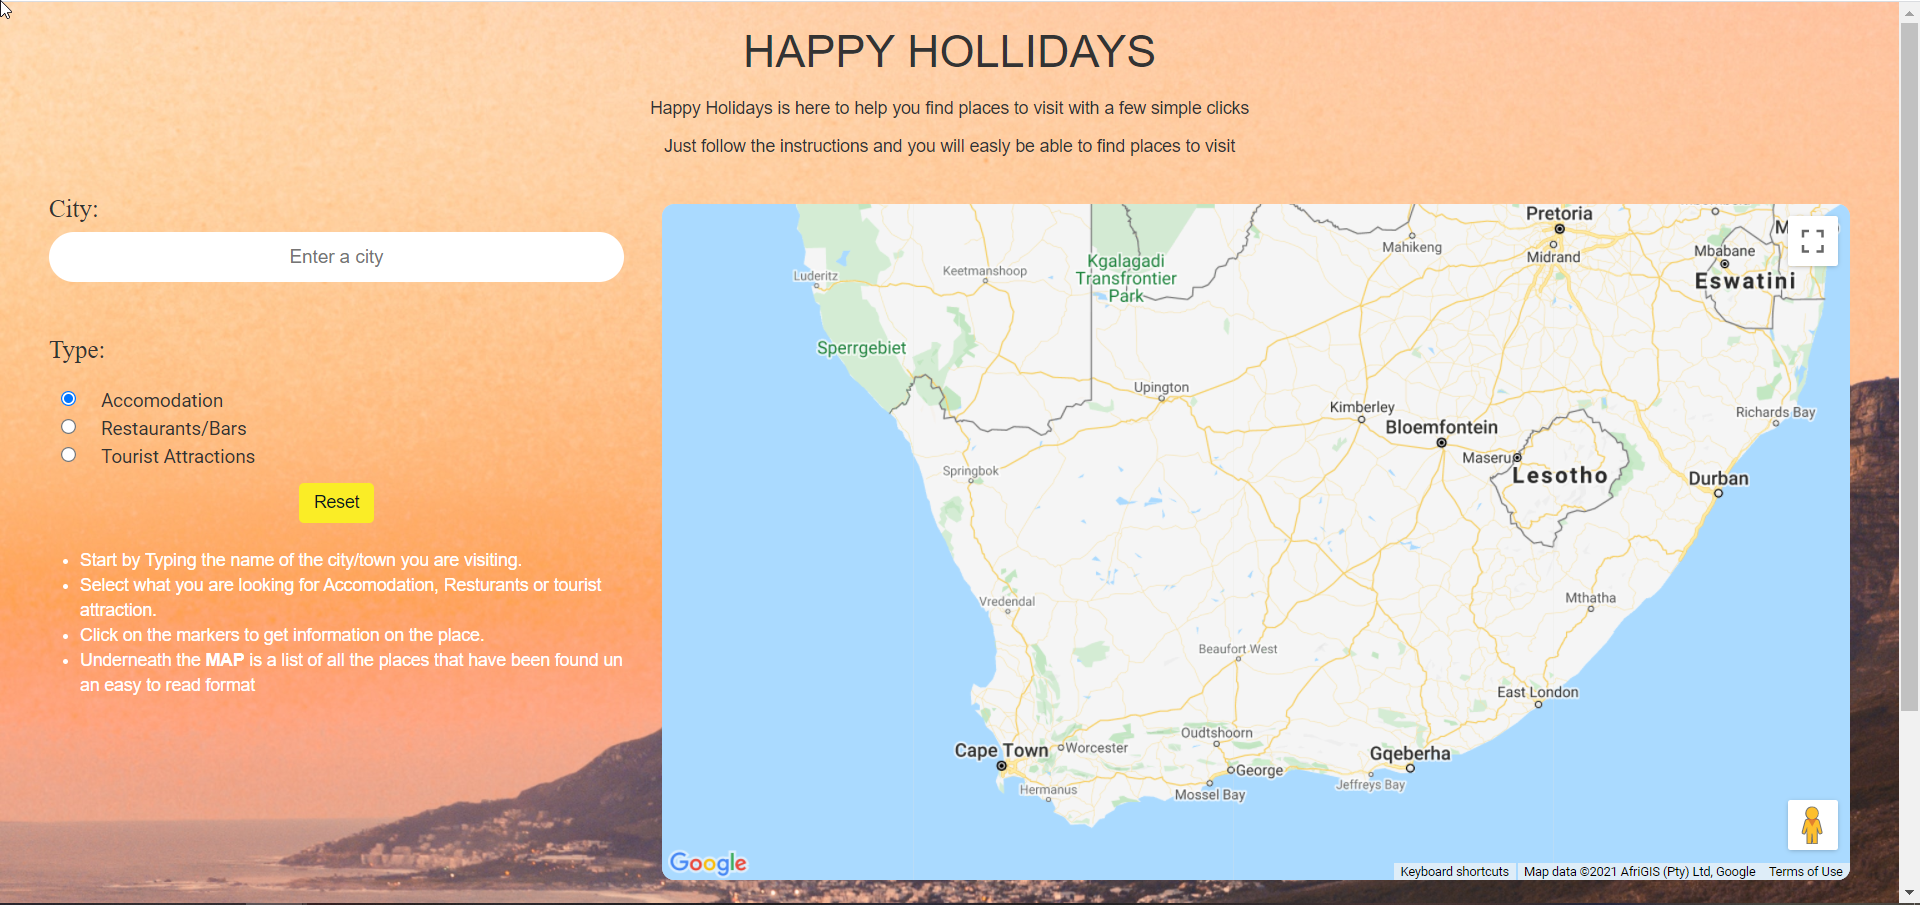 HAPPY HOLLIDAYS
Happy Holidays is here to help you find places to visit with a few simple clicks
Just follow the instructions and you will easly be able to find places to visit
City:
Enter a city
Type:
Accomodation
Restaurants/Bars
Tourist Attractions
Reset
Start by Typing the name of the city/town you are visiting.
Select what you are looking for Accomodation, Resturants or tourist
attraction.
Click on the markers to get information on the place.
Underneath the MAP is a list of all the places that have been found un
an easy to read format
Pretoria
Mahikeng
Midrand
Mbabane
Eswatini
Luderitz
Keetmanshoop
Kgalagadi
Transfrontier
Park
Sperrgebiet
Upington
Kimberley
Bloemfontein
Richards Bay
Maseru
Lesotho
Durban
Springbok
Vredendal
Mthatha
Beaufort West
East London
Oudtshoorn
Cape Town
Worcester
Gqeberha
George
Jeffreys Bay
Hermanus
Mossel Bay
Google
Keyboard shortcuts
Map data ©2021 AfriGIS (Pty) Ltd, Google
Terms of Use